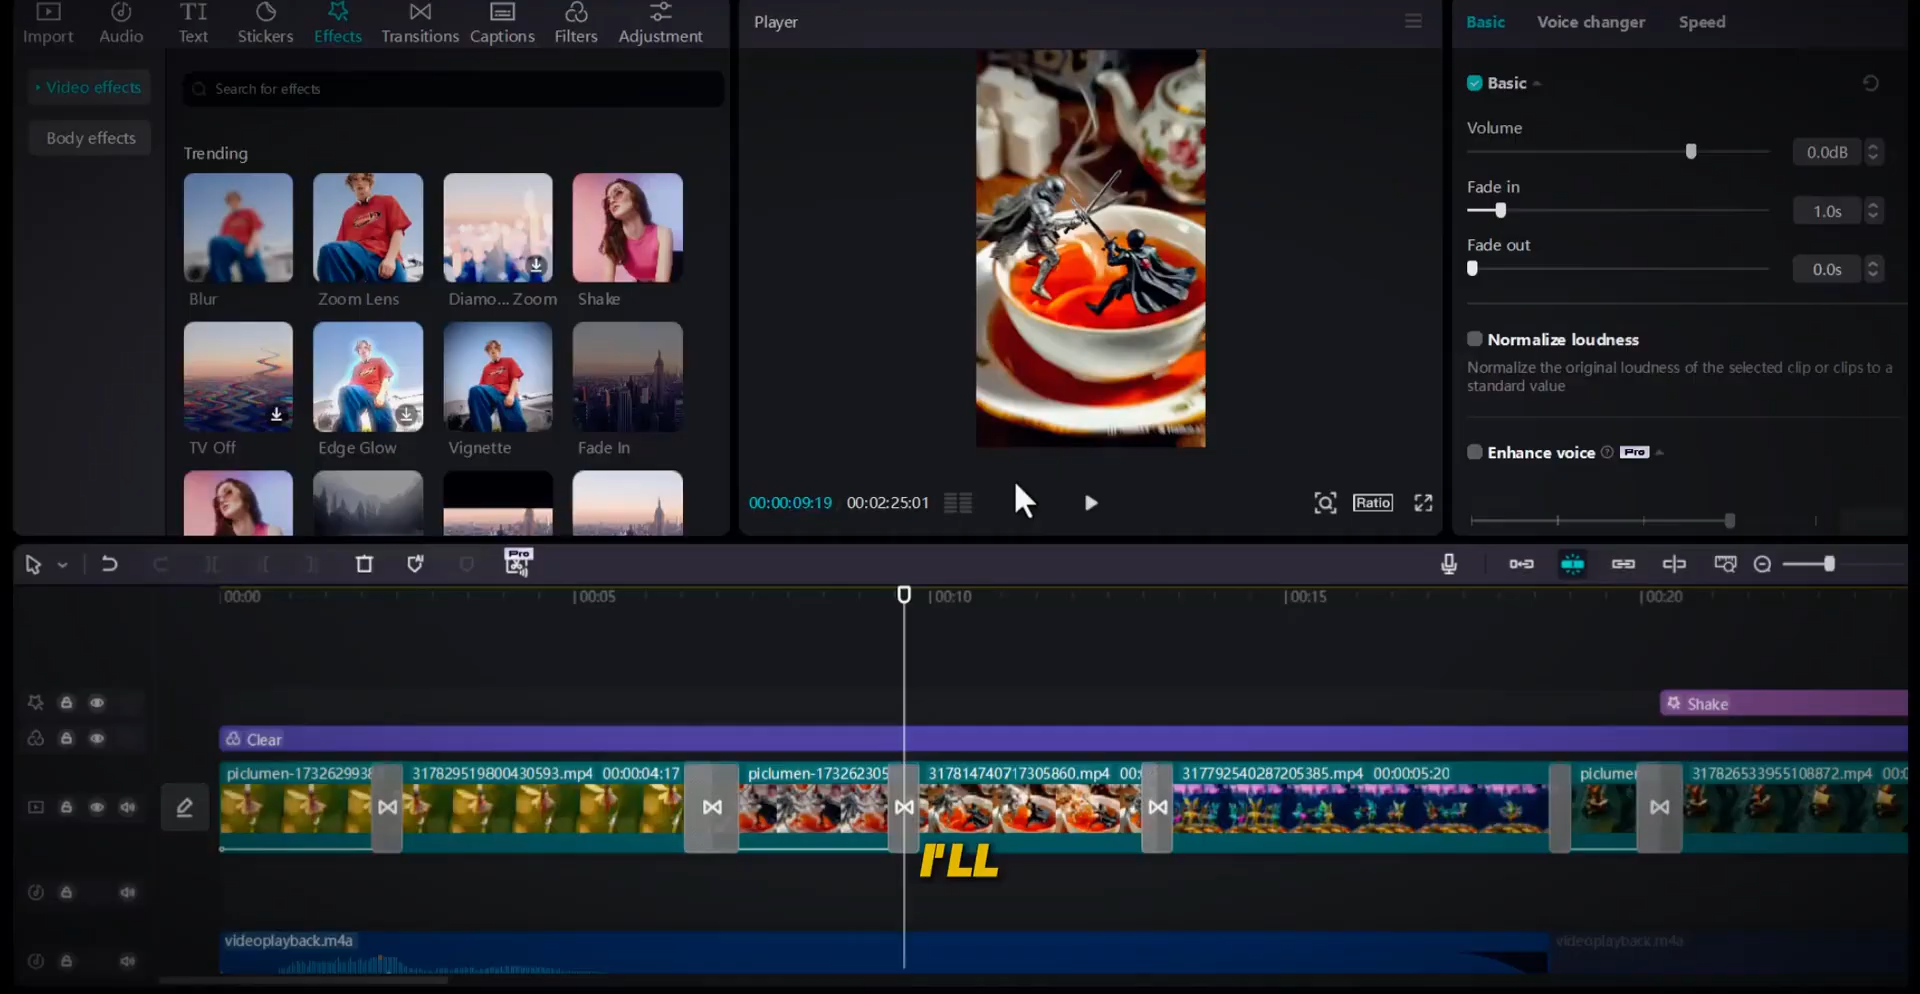 Import Audio Text Stickers Effects Transitions Captions Filters Adjustment
Video effects
Body effects
Search for effects
Trending
Blur Zoom Lens Diamo... Zoom Shake
TV Off Edge Glow Vignette Fade In
Player
00:00:09:19 00:02:25:01
Ratio
Basic Voice changer Speed
Basic
Volume
0.0dB
Fade in
1.0s
Fade out
0.0s
Normalize loudness
Normalize the original loudness of the selected clip or clips to a
standard value
Enhance voice Pro
Pro
00:00 00:05 00:10 00:15 00:20
Shake
Clear
piclumen-1732629938 317829519800430593.mp4 00:00:04:17 piclumen-173262305 317814740717305860.mp4 00: 317792540287205385.mp4 00:00:05:20 piclumen 317826533955108872.mp4 00:0
I'LL
videoplayback.m4a videoplayback.m4a